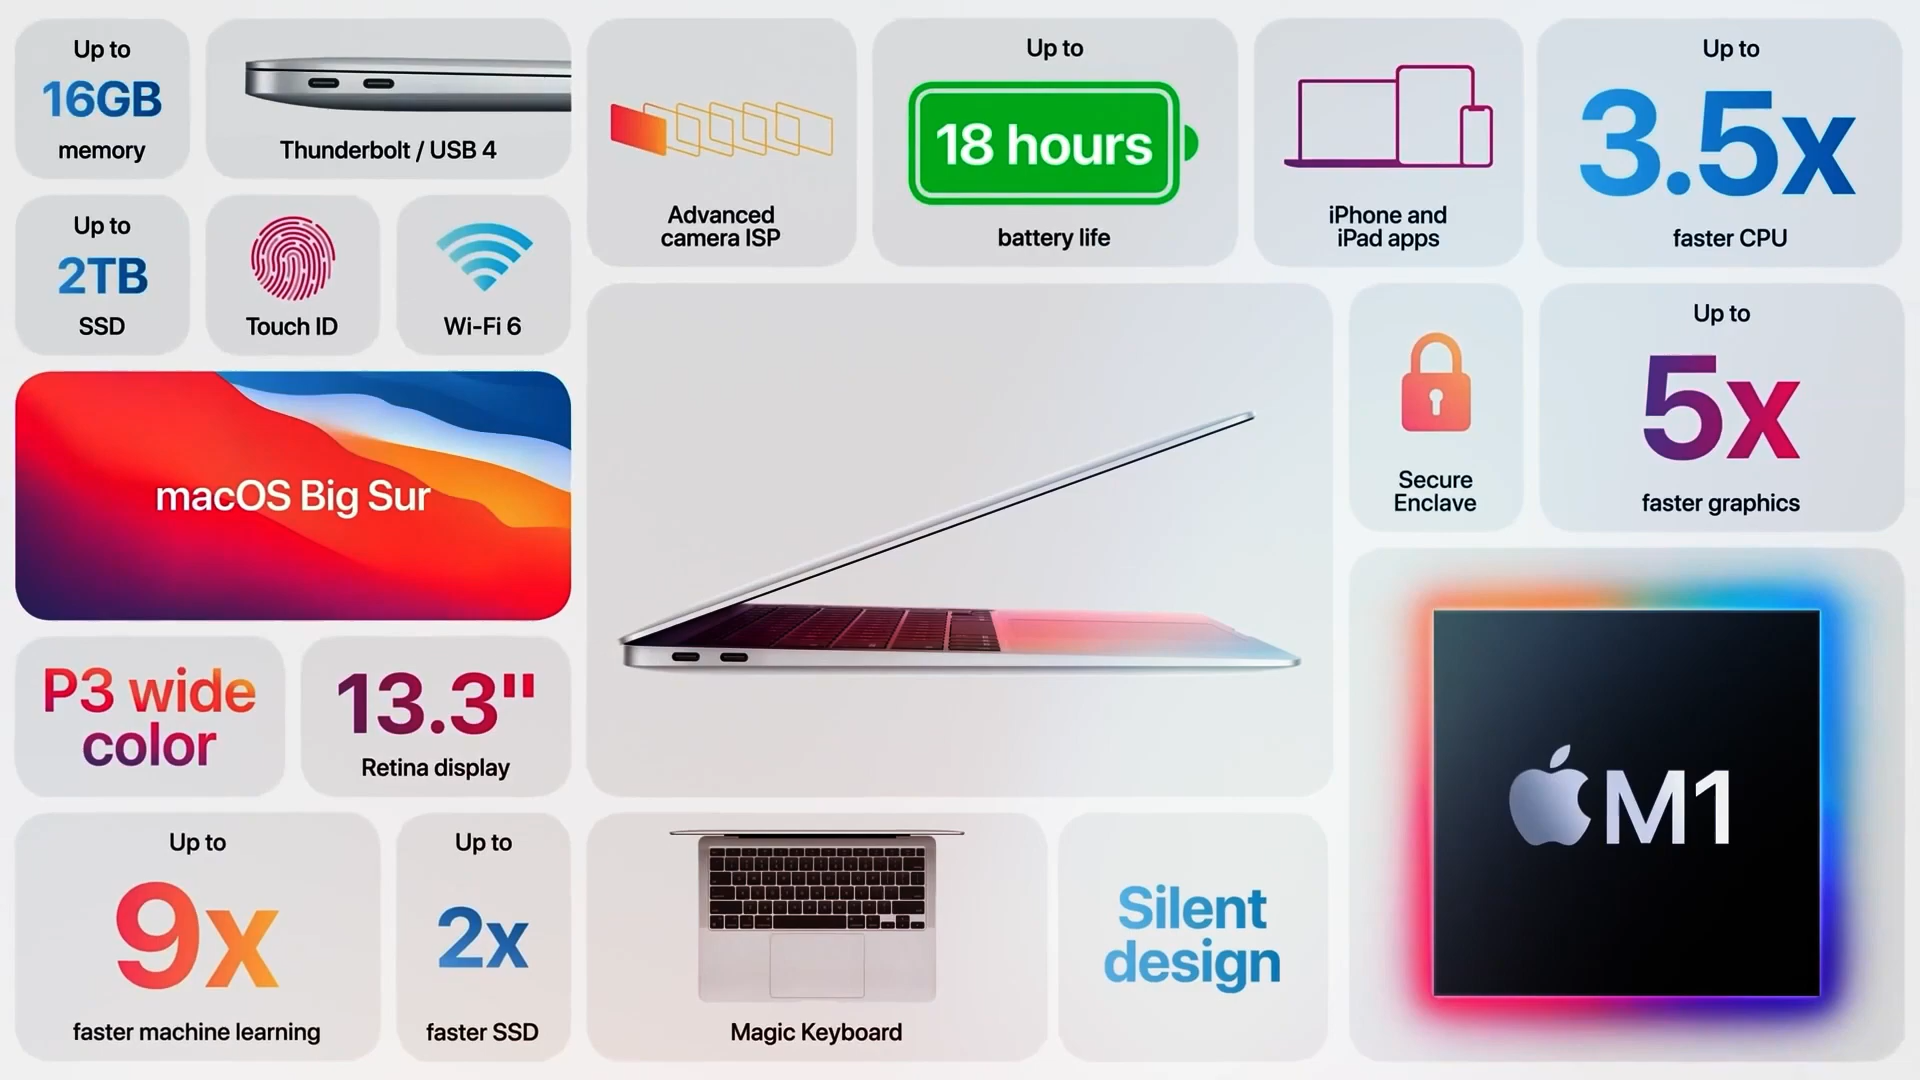 Up to
16GB
memory
Thunderbolt / USB 4
Up to
2TB
SSD
Touch ID
Wi-Fi 6
macOS Big Sur
P3 wide
color
13.3"
Retina display
Up to
9x
faster machine learning
Up to
2x
faster SSD
Advanced
camera ISP
Up to
18 hours
battery life
iPhone and
iPad apps
Up to
3.5x
faster CPU
Secure
Enclave
Up to
5x
faster graphics
Magic Keyboard
Silent
design
M1